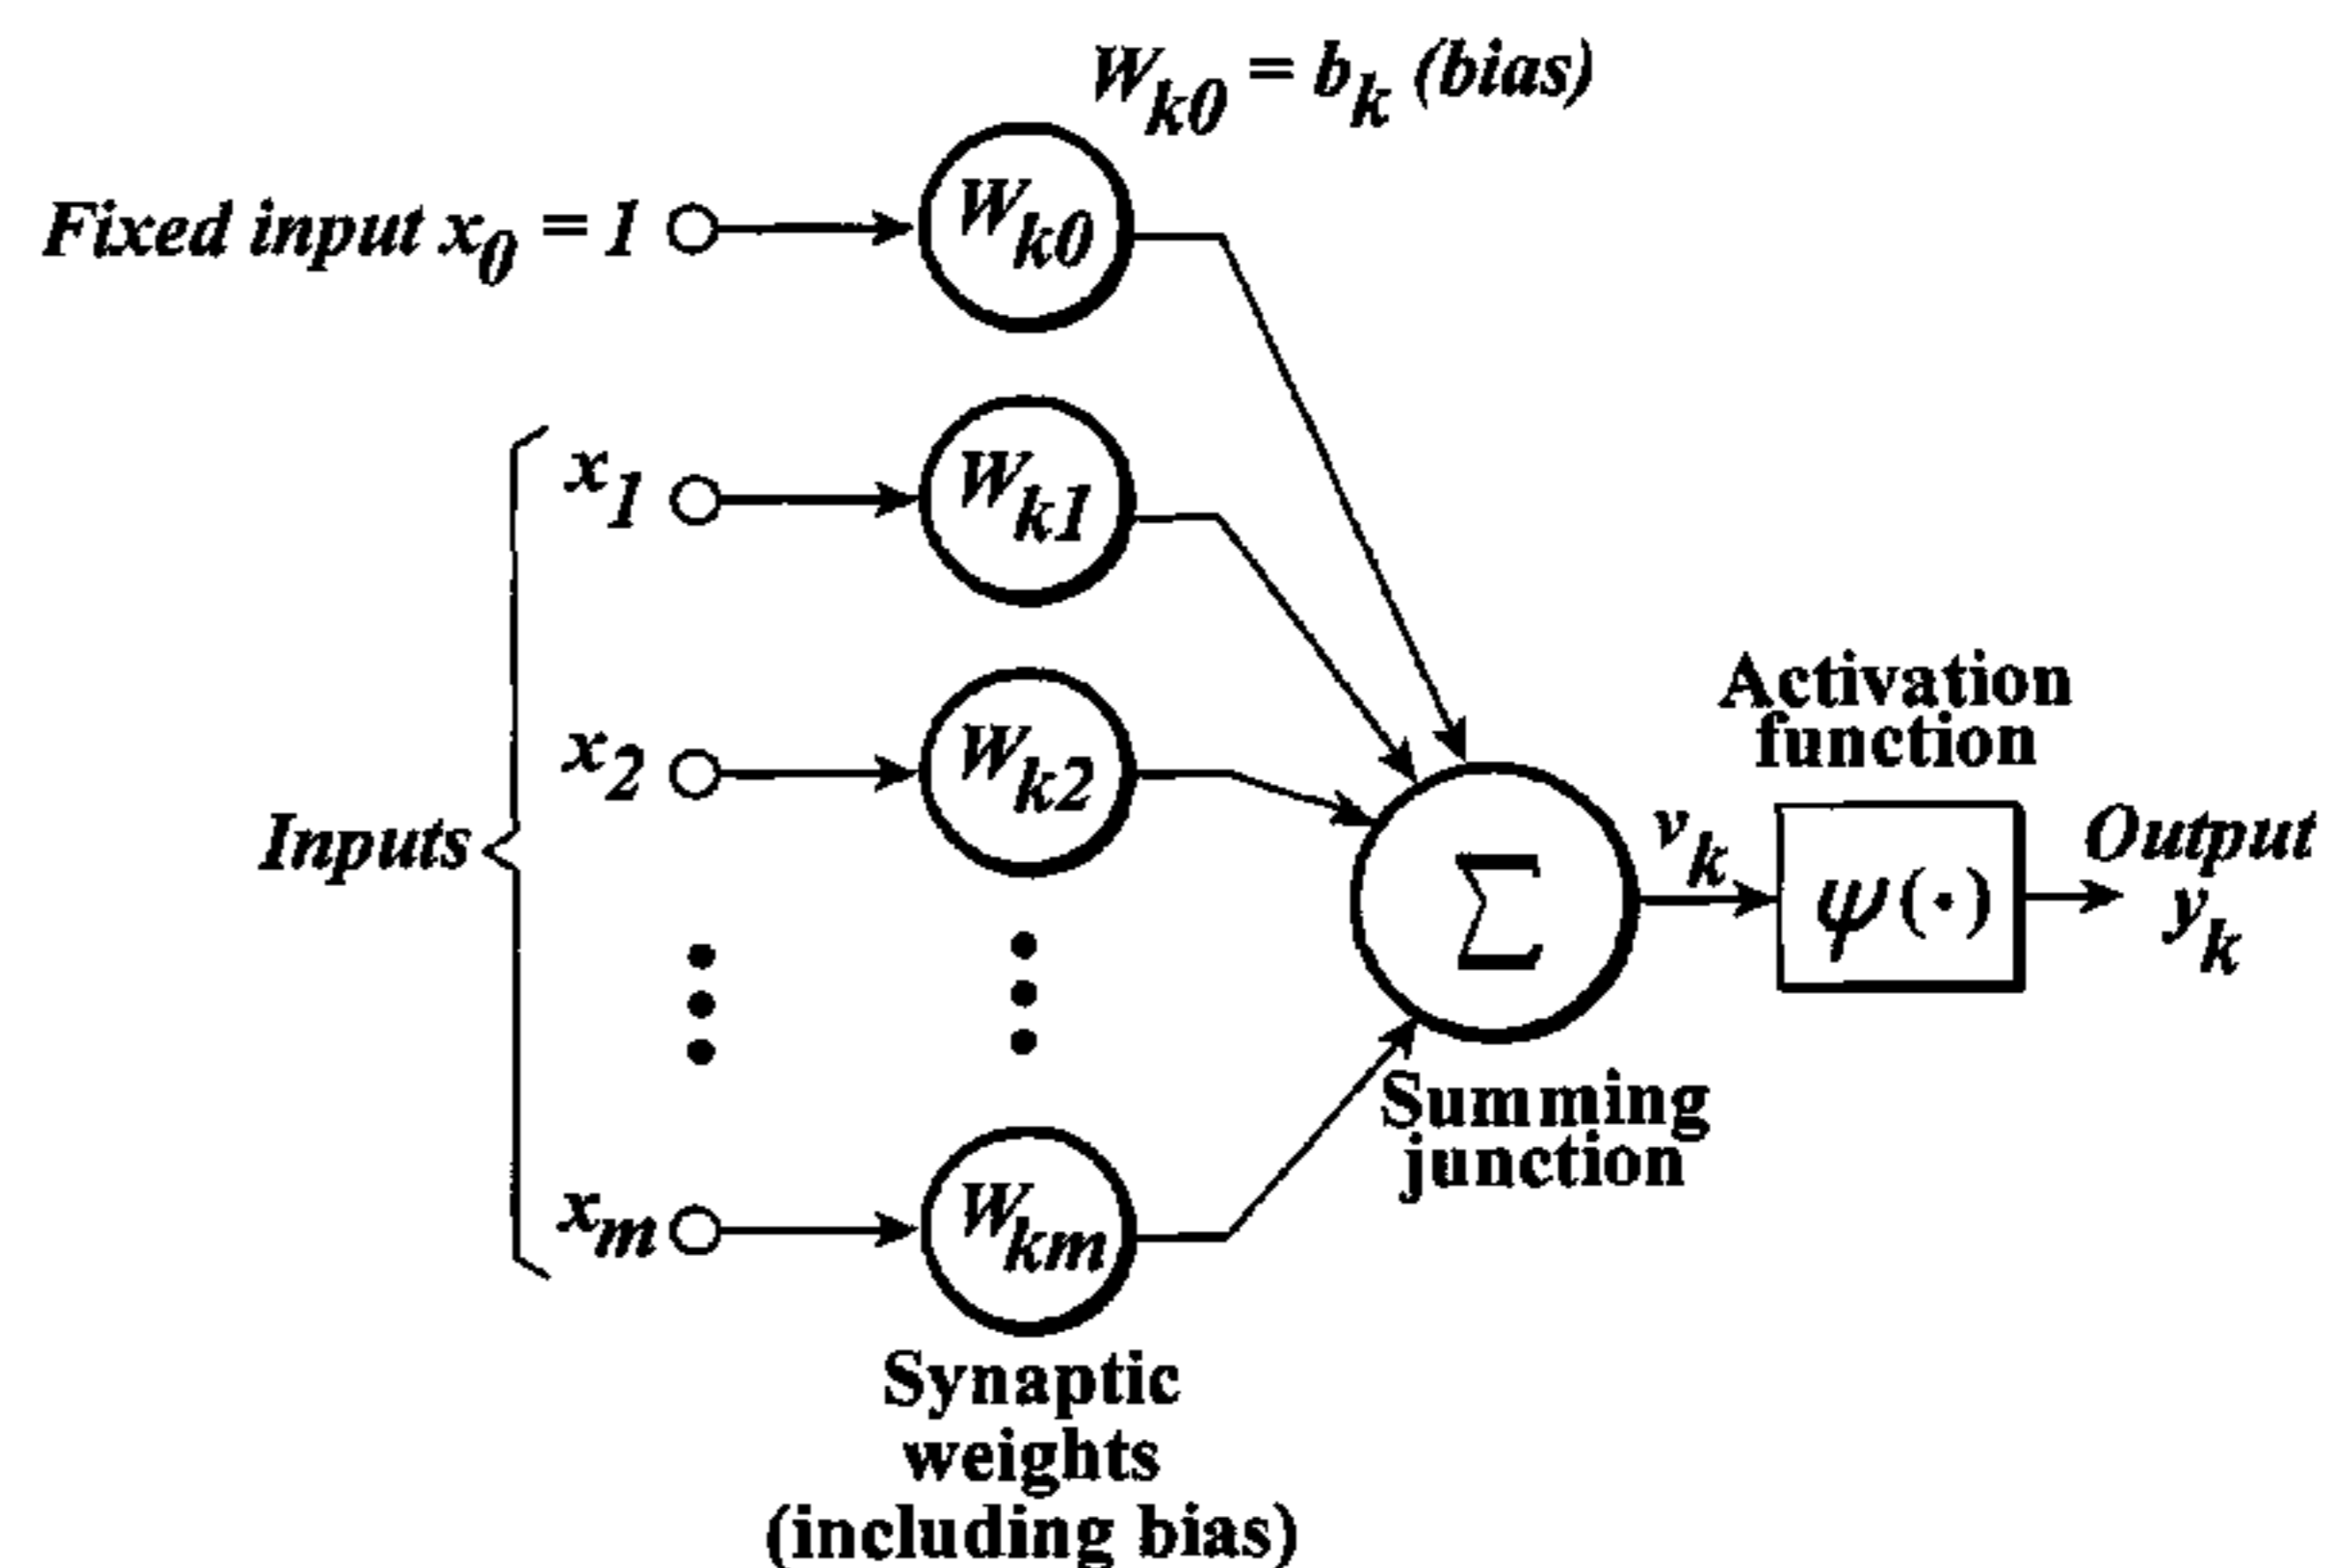 W_k0 = b_k (bias)
Fixed input x_0 = 1
W_k0
x_1
W_k1
x_2
W_k2
Inputs
x_m
W_km
Σ
Summing
junction
v_k
Activation
function
ψ(·)
Output
y_k
Synaptic
weights
(including bias)